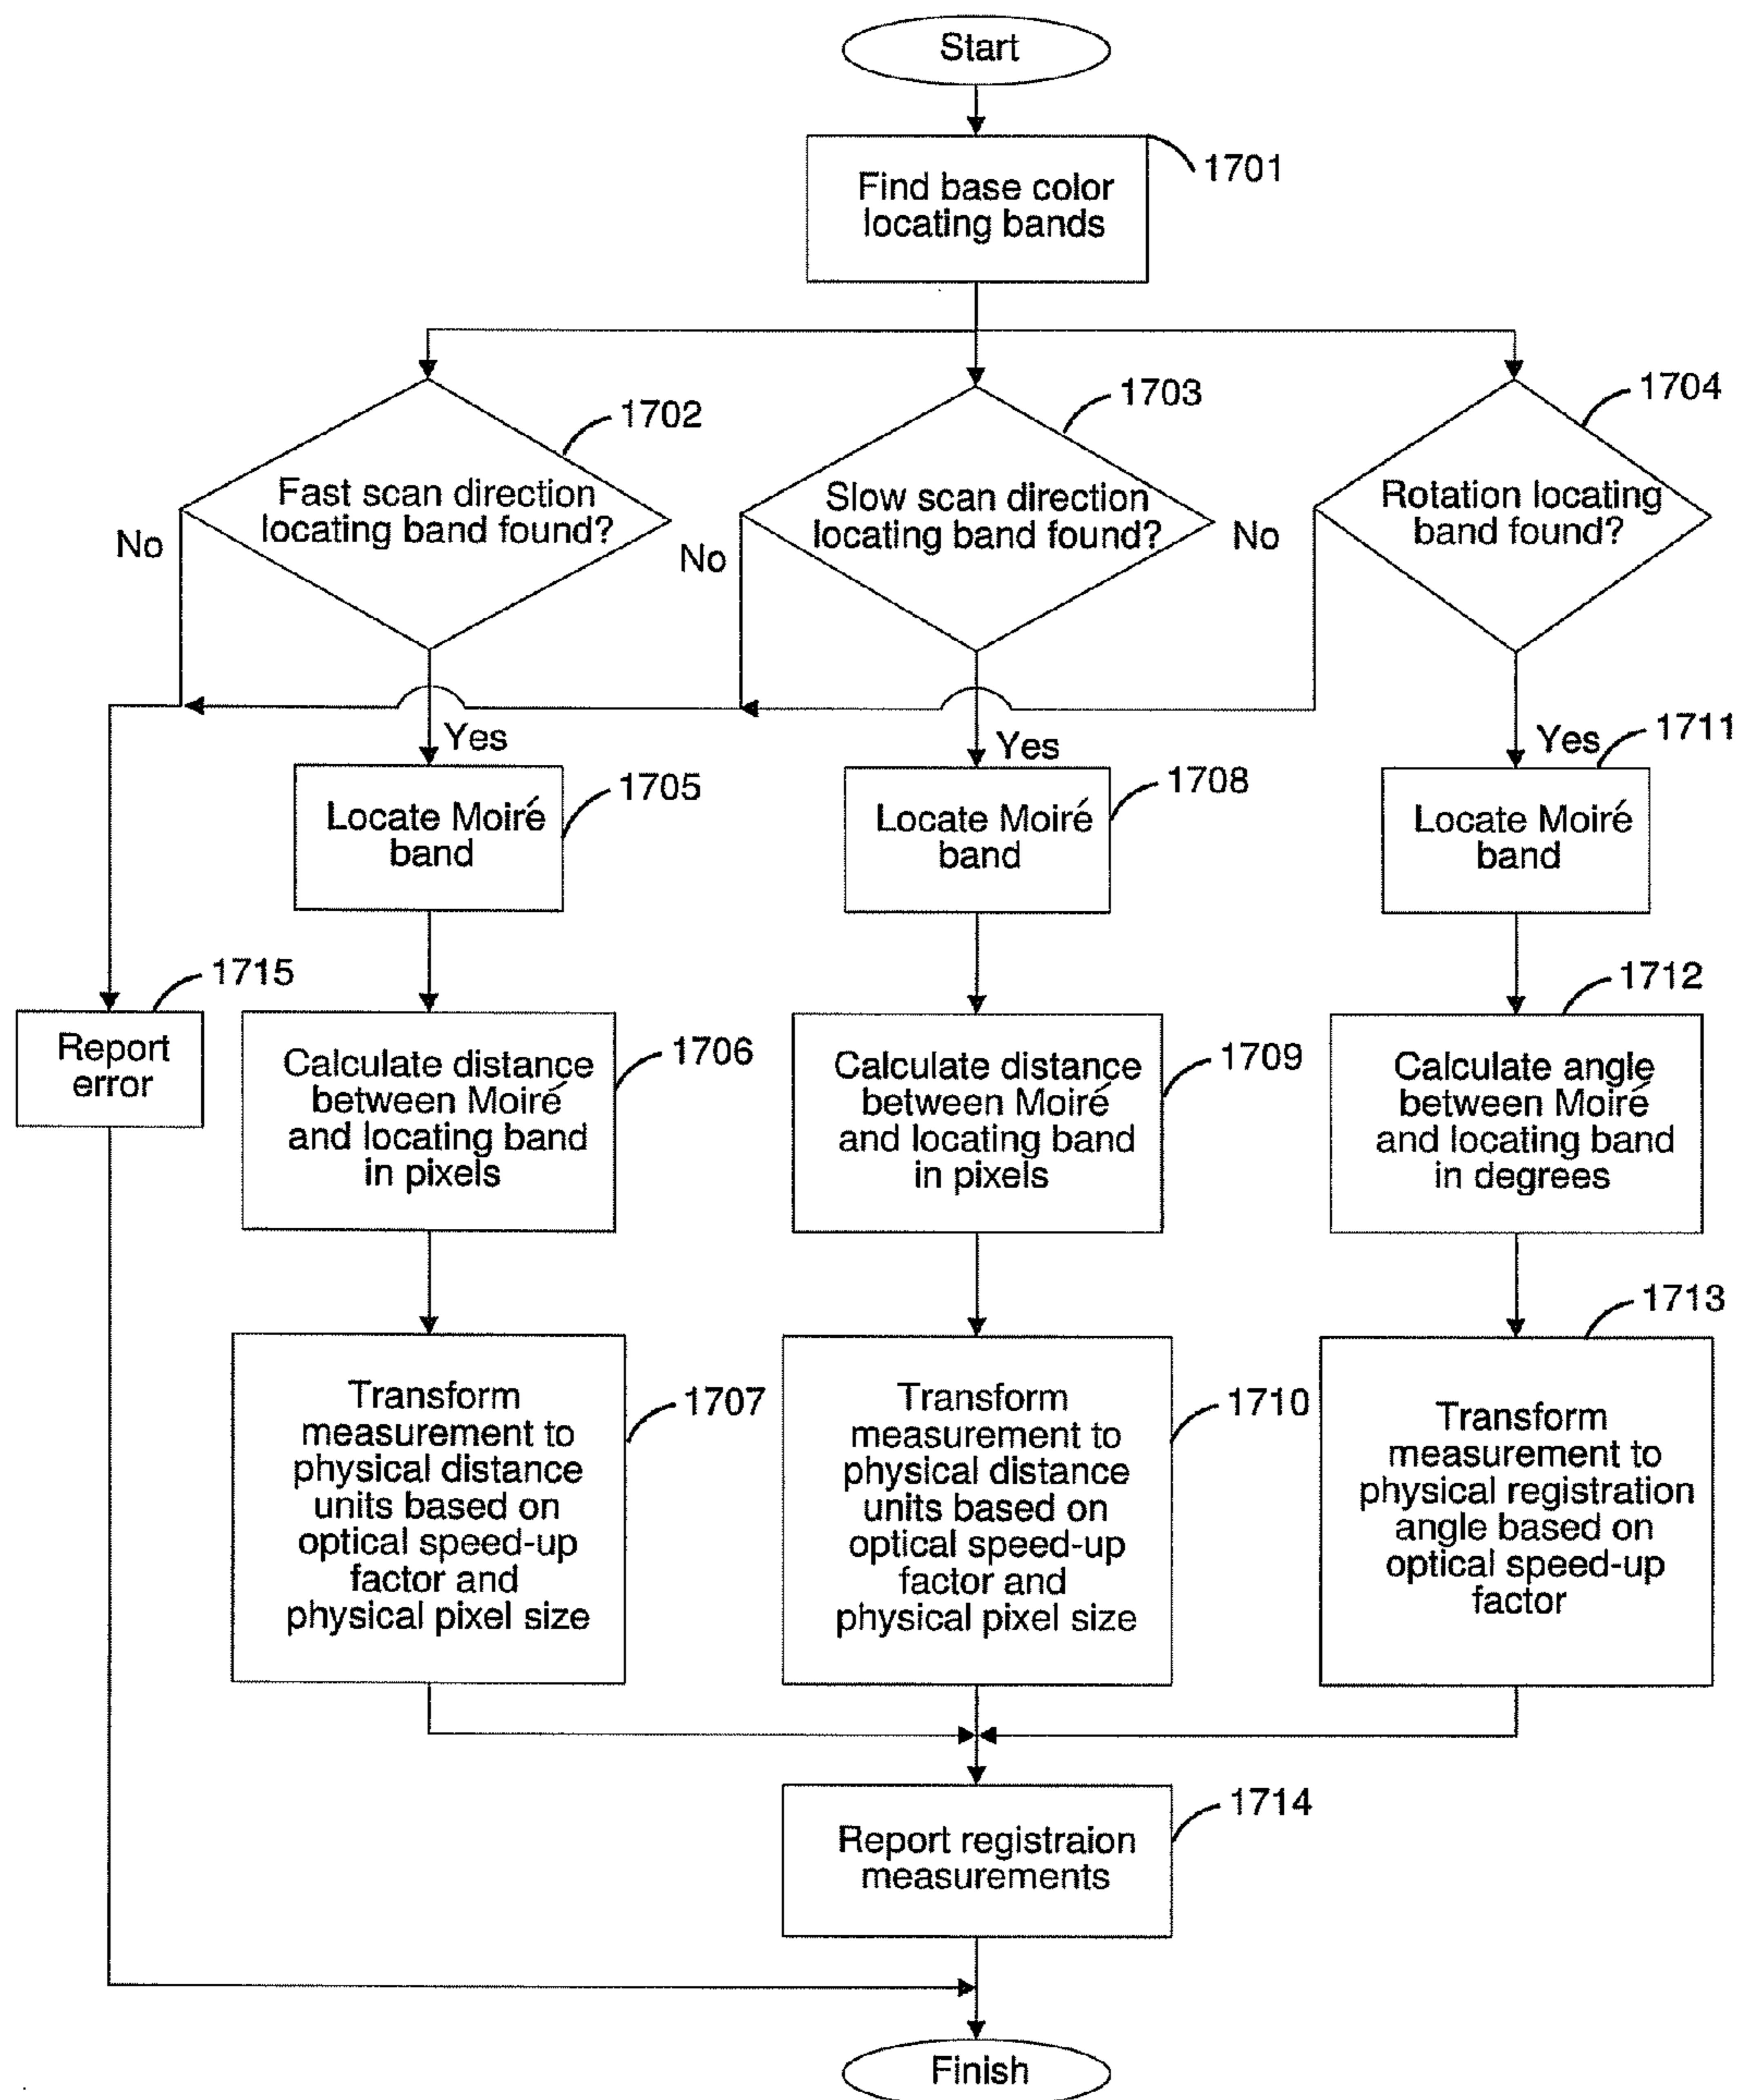 Start
1701
Find base color
locating bands
1702
Fast scan direction
locating band found?
No
1703
Slow scan direction
locating band found?
No
1704
Rotation locating
band found?
No
Yes
Yes
Yes
1705
Locate Moiré
band
1708
Locate Moiré
band
1711
Locate Moiré
band
1715
Report
error
1706
Calculate distance
between Moiré
and locating band
in pixels
1709
Calculate distance
between Moiré
and locating band
in pixels
1712
Calculate angle
between Moiré
and locating band
in degrees
1707
Transform
measurement to
physical distance
units based on
optical speed-up
factor and
physical pixel size
1710
Transform
measurement to
physical distance
units based on
optical speed-up
factor and
physical pixel size
1713
Transform
measurement to
physical registration
angle based on
optical speed-up
factor
1714
Report registraion
measurements
Finish